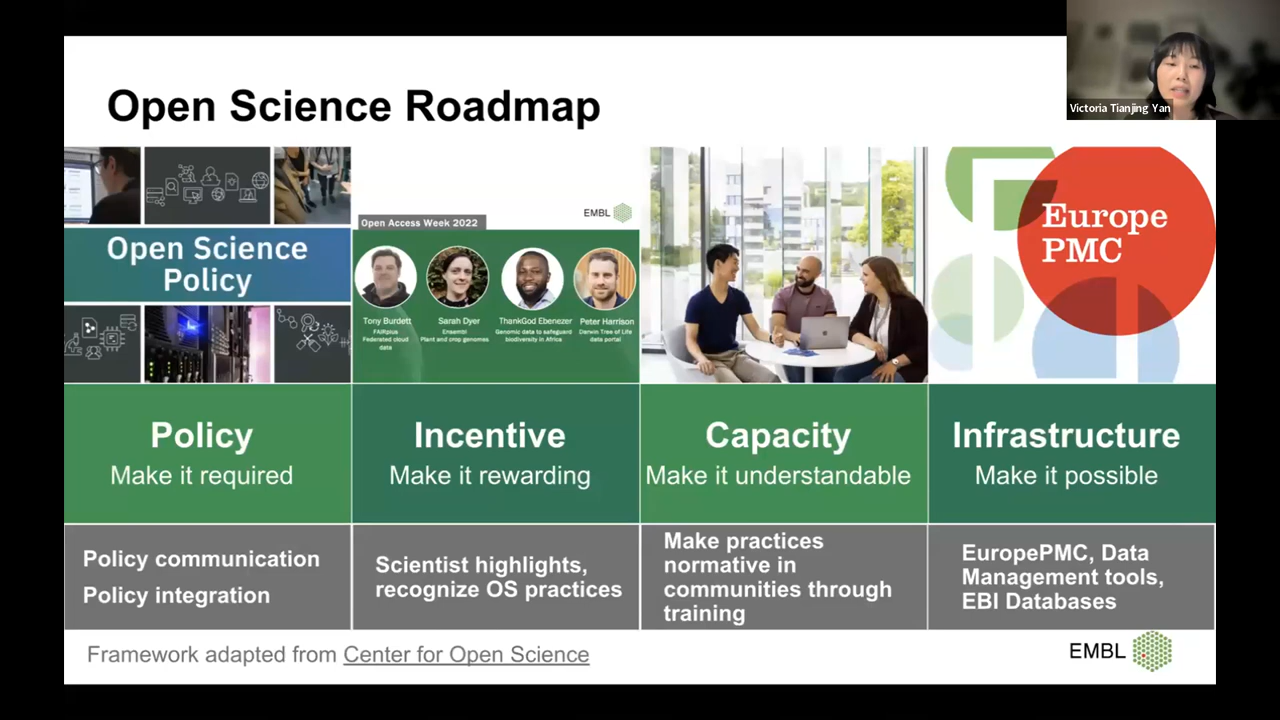 Victoria Tianjing Yan
Open Science Roadmap
Open Science
Policy
Open Access Week 2022
EMBL
Tony Burdett
FAIRplus
Federated cloud
data
Sarah Dyer
Ensembl
Plant and crop genomes
ThankGod Ebenezer
Genomic data to safeguard
biodiversity in Africa
Peter Harrison
Darwin Tree of Life
data portal
Europe
PMC
Policy
Make it required
Incentive
Make it rewarding
Capacity
Make it understandable
Infrastructure
Make it possible
Policy communication
Policy integration
Scientist highlights,
recognize OS practices
Make practices
normative in
communities through
training
EuropePMC, Data
Management tools,
EBI Databases
Framework adapted from Center for Open Science
EMBL